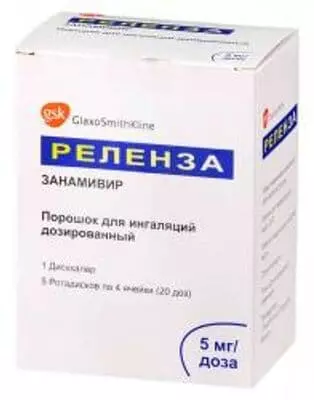 gsk GlaxoSmithKline
РЕЛЕНЗА
ЗАНАМИВИР
Порошок для ингаляций
дозированный
1 Дискхалер
5 Ротадисков по 4 ячейки (20 доз)
5 мг/
доза